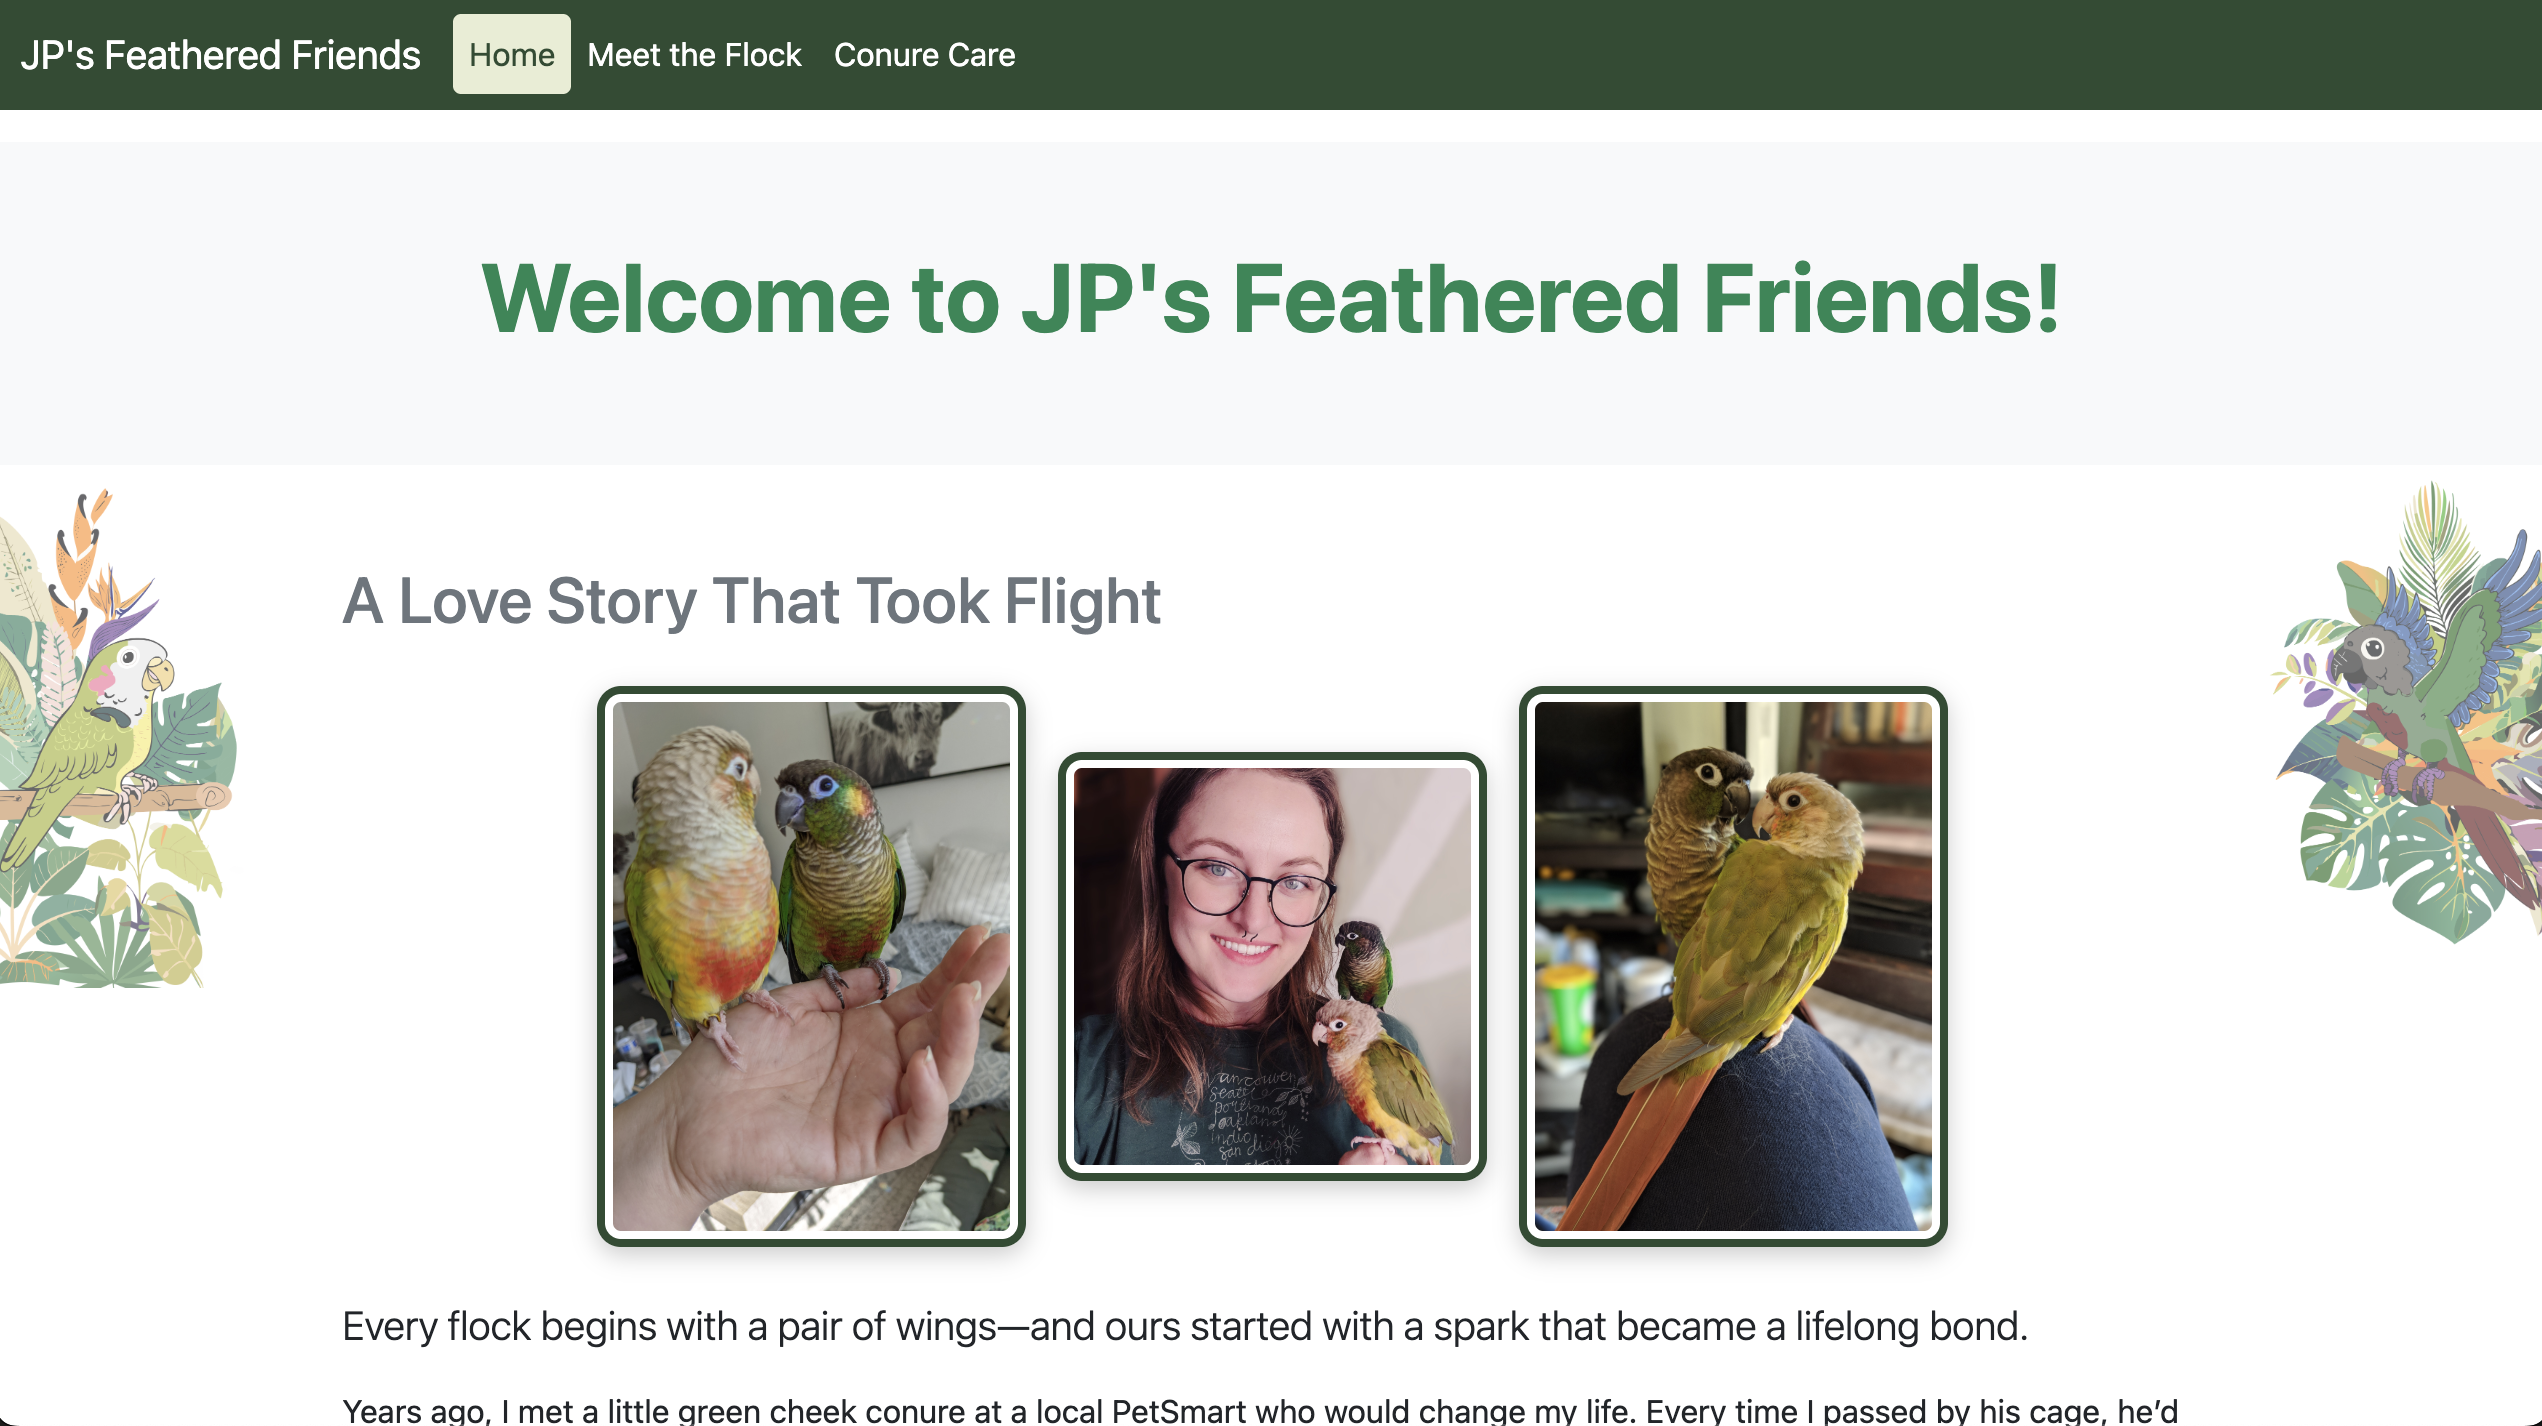 JP's Feathered Friends Home Meet the Flock Conure Care
Welcome to JP's Feathered Friends!
A Love Story That Took Flight
vancouver
seattle
portland
oakland
indio
san diego
Every flock begins with a pair of wings—and ours started with a spark that became a lifelong bond.
Years ago, I met a little green cheek conure at a local PetSmart who would change my life. Every time I passed by his cage, he’d